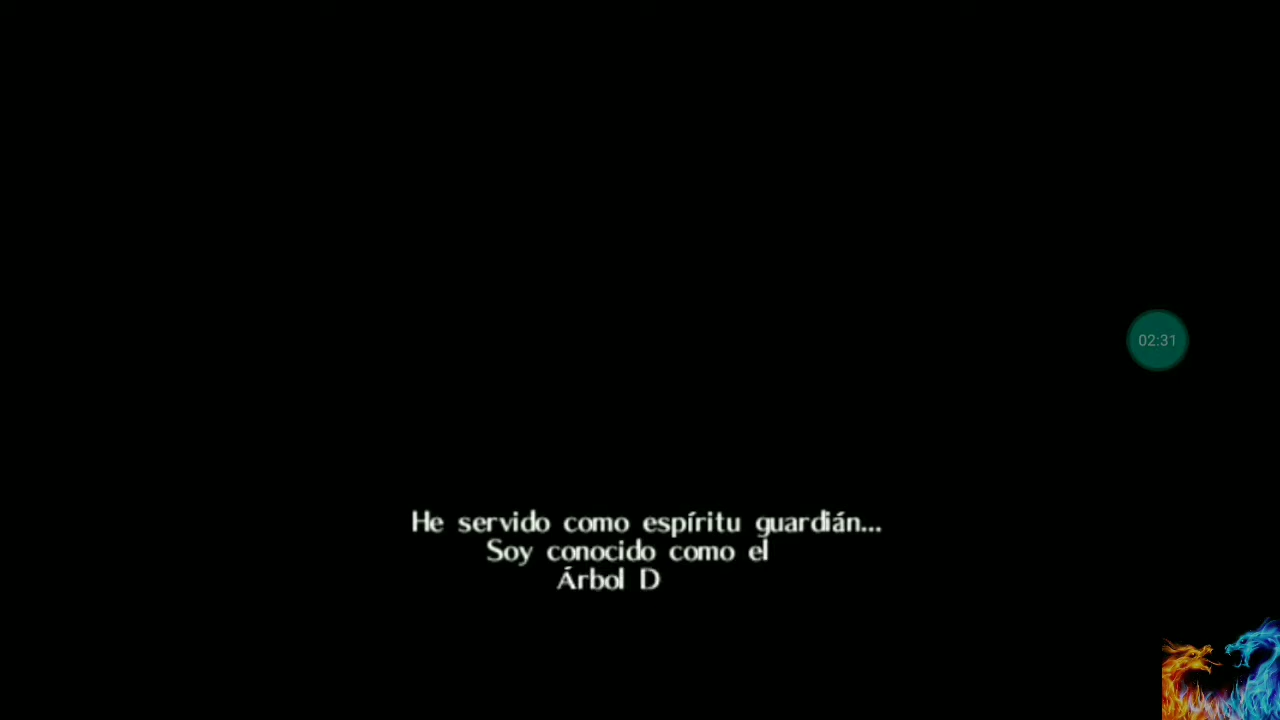 02:31
He servido como espíritu guardián...
Soy conocido como el
Árbol D